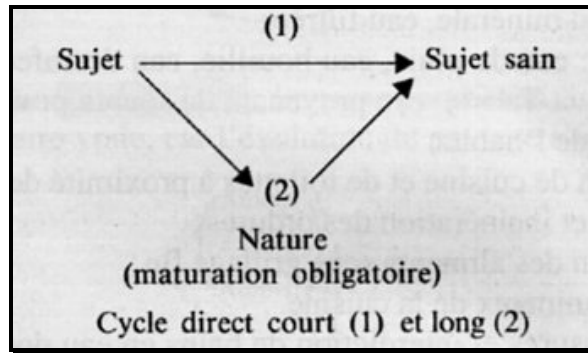 (1)
Sujet Sujet sain
(2)
Nature
(maturation obligatoire)
Cycle direct court (1) et long (2)